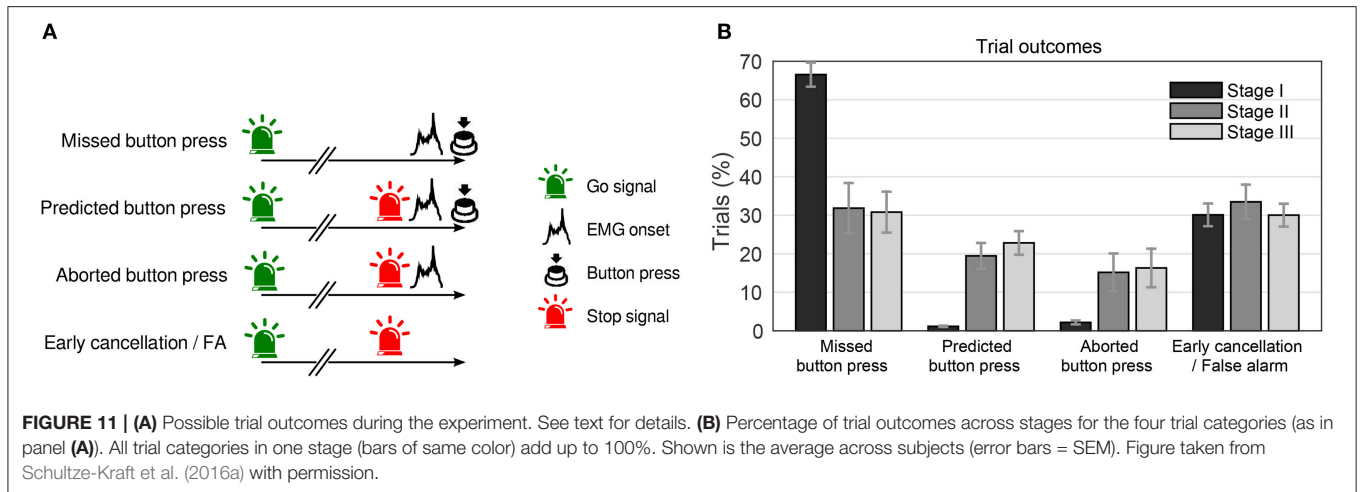 A
Missed button press
Predicted button press
Aborted button press
Early cancellation / FA
Go signal
EMG onset
Button press
Stop signal
B
Trial outcomes
Trials (%)
70
60
50
40
30
20
10
0
Stage I
Stage II
Stage III
Missed
button press
Predicted
button press
Aborted
button press
Early cancellation
/ False alarm
FIGURE 11 | (A) Possible trial outcomes during the experiment. See text for details. (B) Percentage of trial outcomes across stages for the four trial categories (as in
panel (A)). All trial categories in one stage (bars of same color) add up to 100%. Shown is the average across subjects (error bars = SEM). Figure taken from
Schultze-Kraft et al. (2016a) with permission.